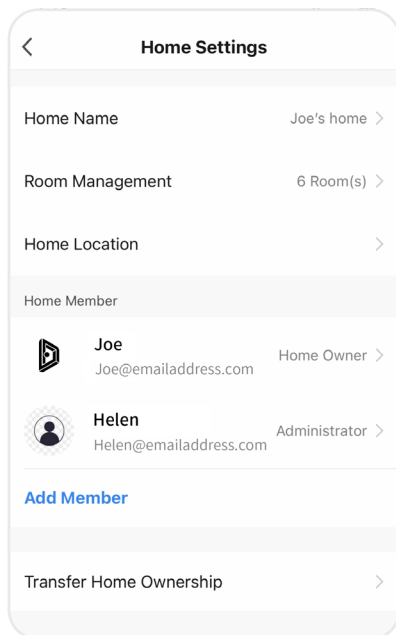 Home Settings
Home Name Joe's home
Room Management 6 Room(s)
Home Location
Home Member
Joe
Joe@emailaddress.com Home Owner
Helen
Helen@emailaddress.com Administrator
Add Member
Transfer Home Ownership